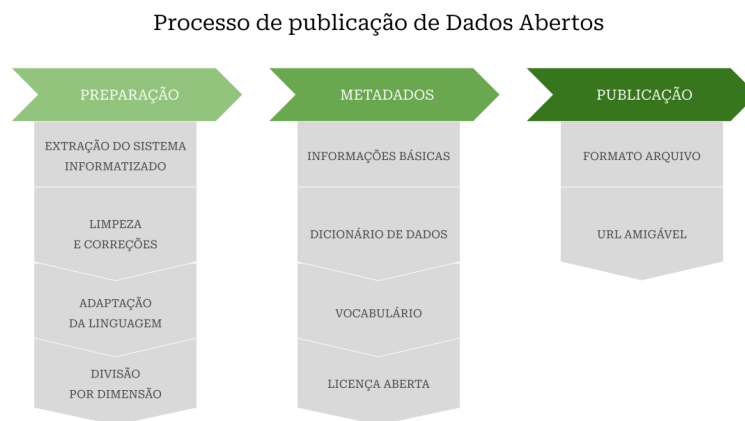 Processo de publicação de Dados Abertos
PREPARAÇÃO
EXTRAÇÃO DO SISTEMA
INFORMATIZADO
LIMPEZA
E CORREÇÕES
ADAPTAÇÃO
DA LINGUAGEM
DIVISÃO
POR DIMENSÃO
METADADOS
INFORMAÇÕES BÁSICAS
DICIONÁRIO DE DADOS
VOCABULÁRIO
LICENÇA ABERTA
PUBLICAÇÃO
FORMATO ARQUIVO
URL AMIGÁVEL